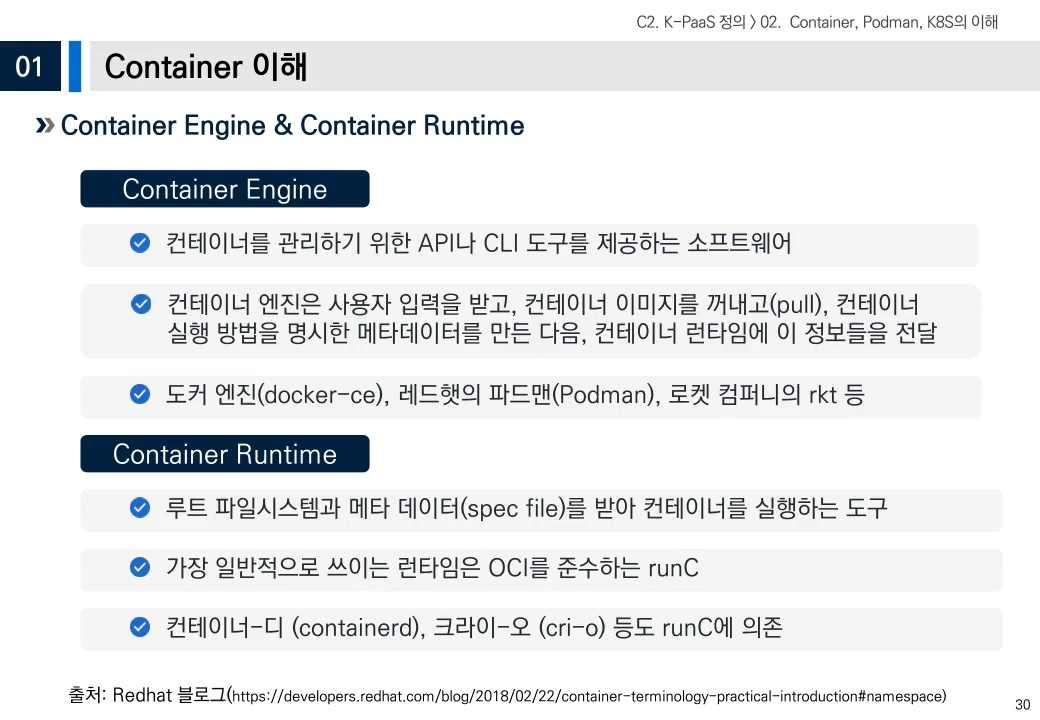 C2. K-PaaS 정의 > 02. Container, Podman, K8S의 이해
01 Container 이해
Container Engine & Container Runtime
Container Engine
컨테이너를 관리하기 위한 API나 CLI 도구를 제공하는 소프트웨어
컨테이너 엔진은 사용자 입력을 받고, 컨테이너 이미지를 꺼내고(pull), 컨테이너
실행 방법을 명시한 메타데이터를 만든 다음, 컨테이너 런타임에 이 정보들을 전달
도커 엔진(docker-ce), 레드햇의 파드맨(Podman), 로켓 컴퍼니의 rkt 등
Container Runtime
루트 파일시스템과 메타 데이터(spec file)를 받아 컨테이너를 실행하는 도구
가장 일반적으로 쓰이는 런타임은 OCI를 준수하는 runC
컨테이너-디 (containerd), 크라이-오 (cri-o) 등도 runC에 의존
출처: Redhat 블로그(https://developers.redhat.com/blog/2018/02/22/container-terminology-practical-introduction#namespace)
30